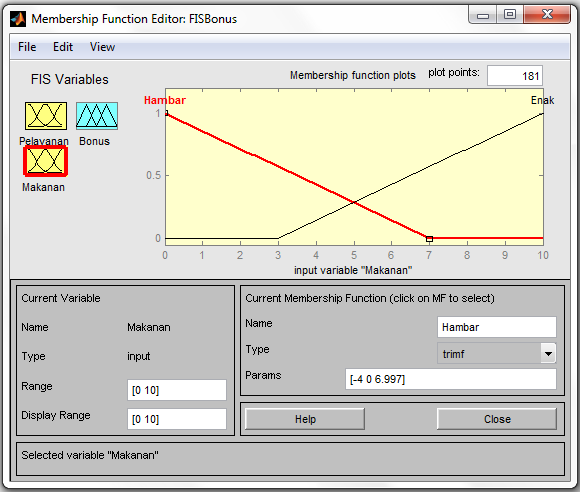 Membership Function Editor: FISBonus
File Edit View
FIS Variables
Membership function plots plot points: 181
Pelayanan Bonus
Makanan
Hambar Enak
1
0.5
0
0 1 2 3 4 5 6 7 8 9 10
input variable "Makanan"
Current Variable
Name Makanan
Type input
Range [0 10]
Display Range [0 10]
Current Membership Function (click on MF to select)
Name Hambar
Type trimf
Params [-4 0 6.997]
Help Close
Selected variable "Makanan"